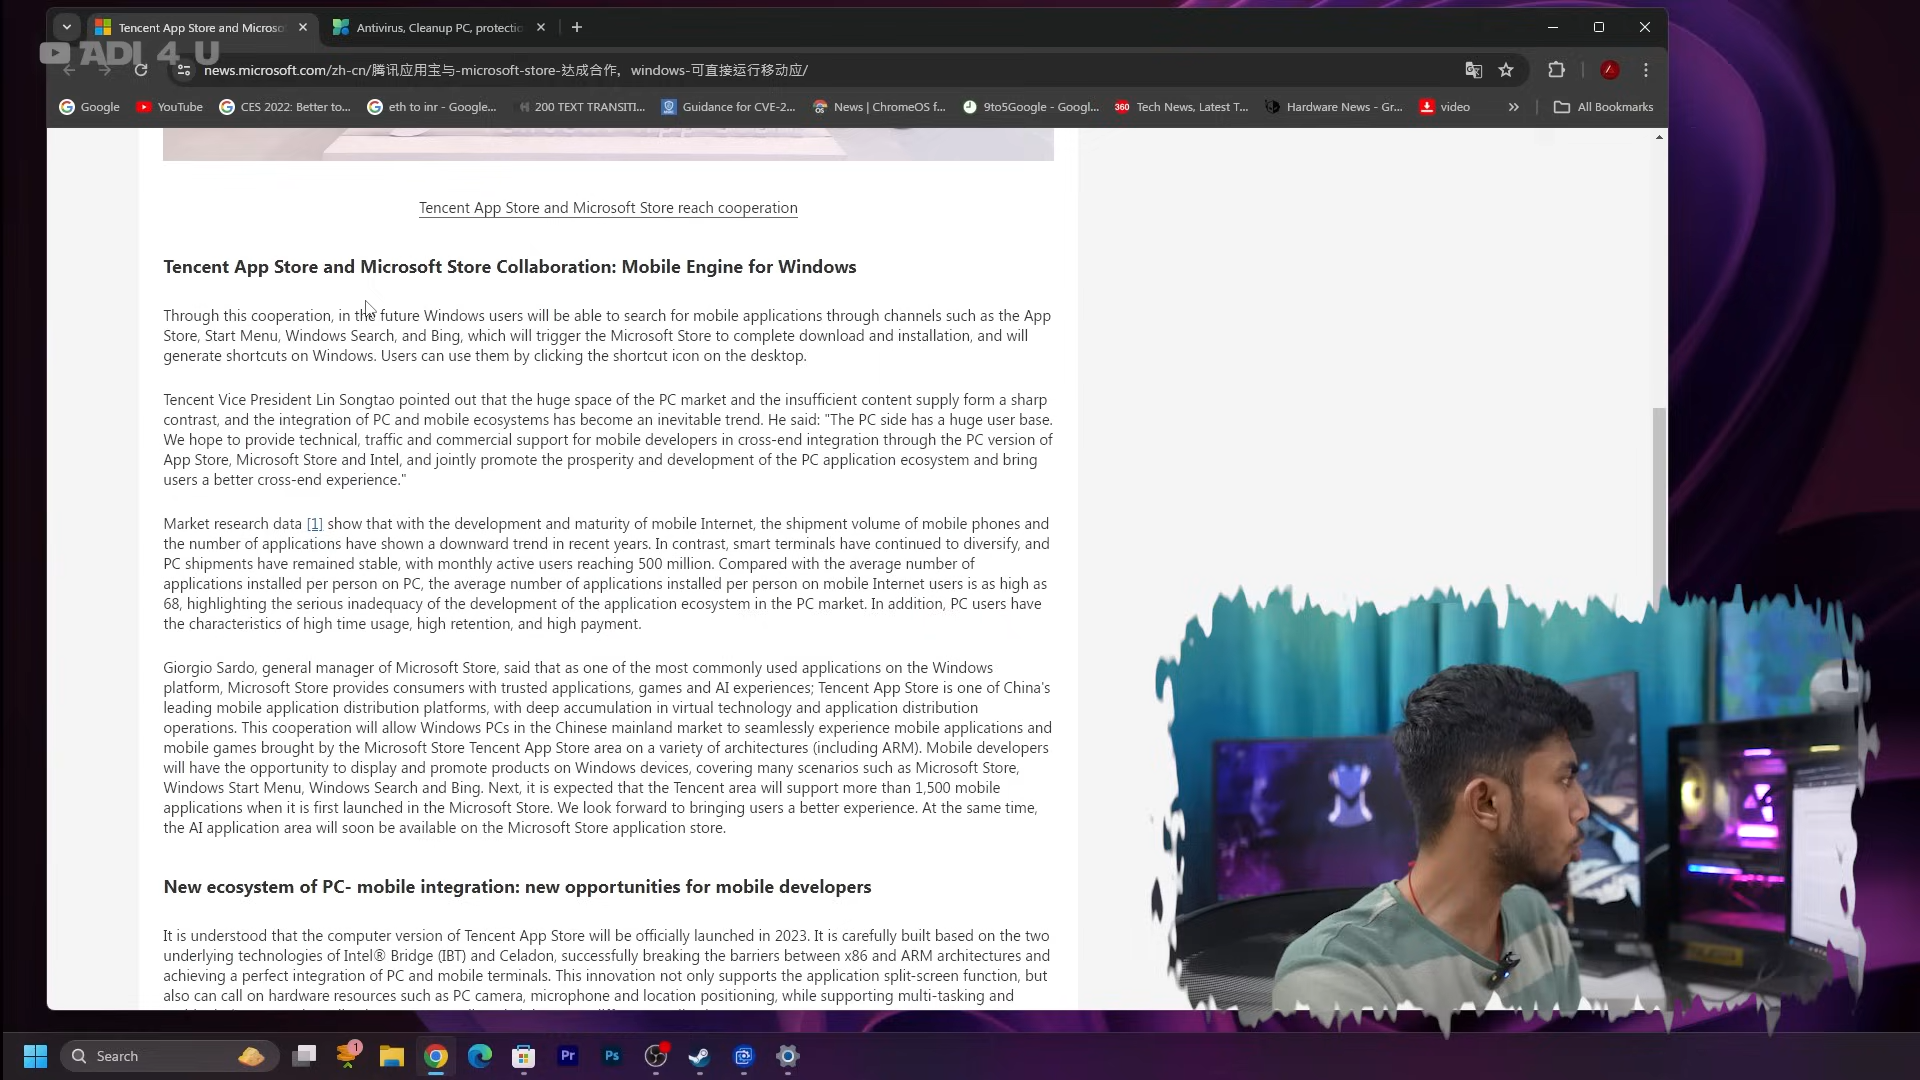 Tencent App Store and Microso
Antivirus, Cleanup PC, protectio
ADI 4 U
news.microsoft.com/zh-cn/腾讯应用宝与-microsoft-store-达成合作，windows-可直接运行移动应/
Google
YouTube
CES 2022: Better to...
eth to inr - Google...
200 TEXT TRANSITI...
Guidance for CVE-2...
News | ChromeOS f...
9to5Google - Googl...
360 Tech News, Latest T...
Hardware News - Gr...
video
All Bookmarks
Tencent App Store and Microsoft Store reach cooperation
Tencent App Store and Microsoft Store Collaboration: Mobile Engine for Windows
Through this cooperation, in the future Windows users will be able to search for mobile applications through channels such as the App
Store, Start Menu, Windows Search, and Bing, which will trigger the Microsoft Store to complete download and installation, and will
generate shortcuts on Windows. Users can use them by clicking the shortcut icon on the desktop.
Tencent Vice President Lin Songtao pointed out that the huge space of the PC market and the insufficient content supply form a sharp
contrast, and the integration of PC and mobile ecosystems has become an inevitable trend. He said: "The PC side has a huge user base.
We hope to provide technical, traffic and commercial support for mobile developers in cross-end integration through the PC version of
App Store, Microsoft Store and Intel, and jointly promote the prosperity and development of the PC application ecosystem and bring
users a better cross-end experience."
Market research data [1] show that with the development and maturity of mobile Internet, the shipment volume of mobile phones and
the number of applications have shown a downward trend in recent years. In contrast, smart terminals have continued to diversify, and
PC shipments have remained stable, with monthly active users reaching 500 million. Compared with the average number of
applications installed per person on PC, the average number of applications installed per person on mobile Internet users is as high as
68, highlighting the serious inadequacy of the development of the application ecosystem in the PC market. In addition, PC users have
the characteristics of high time usage, high retention, and high payment.
Giorgio Sardo, general manager of Microsoft Store, said that as one of the most commonly used applications on the Windows
platform, Microsoft Store provides consumers with trusted applications, games and AI experiences; Tencent App Store is one of China's
leading mobile application distribution platforms, with deep accumulation in virtual technology and application distribution
operations. This cooperation will allow Windows PCs in the Chinese mainland market to seamlessly experience mobile applications and
mobile games brought by the Microsoft Store Tencent App Store area on a variety of architectures (including ARM). Mobile developers
will have the opportunity to display and promote products on Windows devices, covering many scenarios such as Microsoft Store,
Windows Start Menu, Windows Search and Bing. Next, it is expected that the Tencent area will support more than 1,500 mobile
applications when it is first launched in the Microsoft Store. We look forward to bringing users a better experience. At the same time,
the AI application area will soon be available on the Microsoft Store application store.
New ecosystem of PC- mobile integration: new opportunities for mobile developers
It is understood that the computer version of Tencent App Store will be officially launched in 2023. It is carefully built based on the two
underlying technologies of Intel® Bridge (IBT) and Celadon, successfully breaking the barriers between x86 and ARM architectures and
achieving a perfect integration of PC and mobile terminals. This innovation not only supports the application split-screen function, but
also can call on hardware resources such as PC camera, microphone and location positioning, while supporting multi-tasking and
Search
1
Pr
Ps